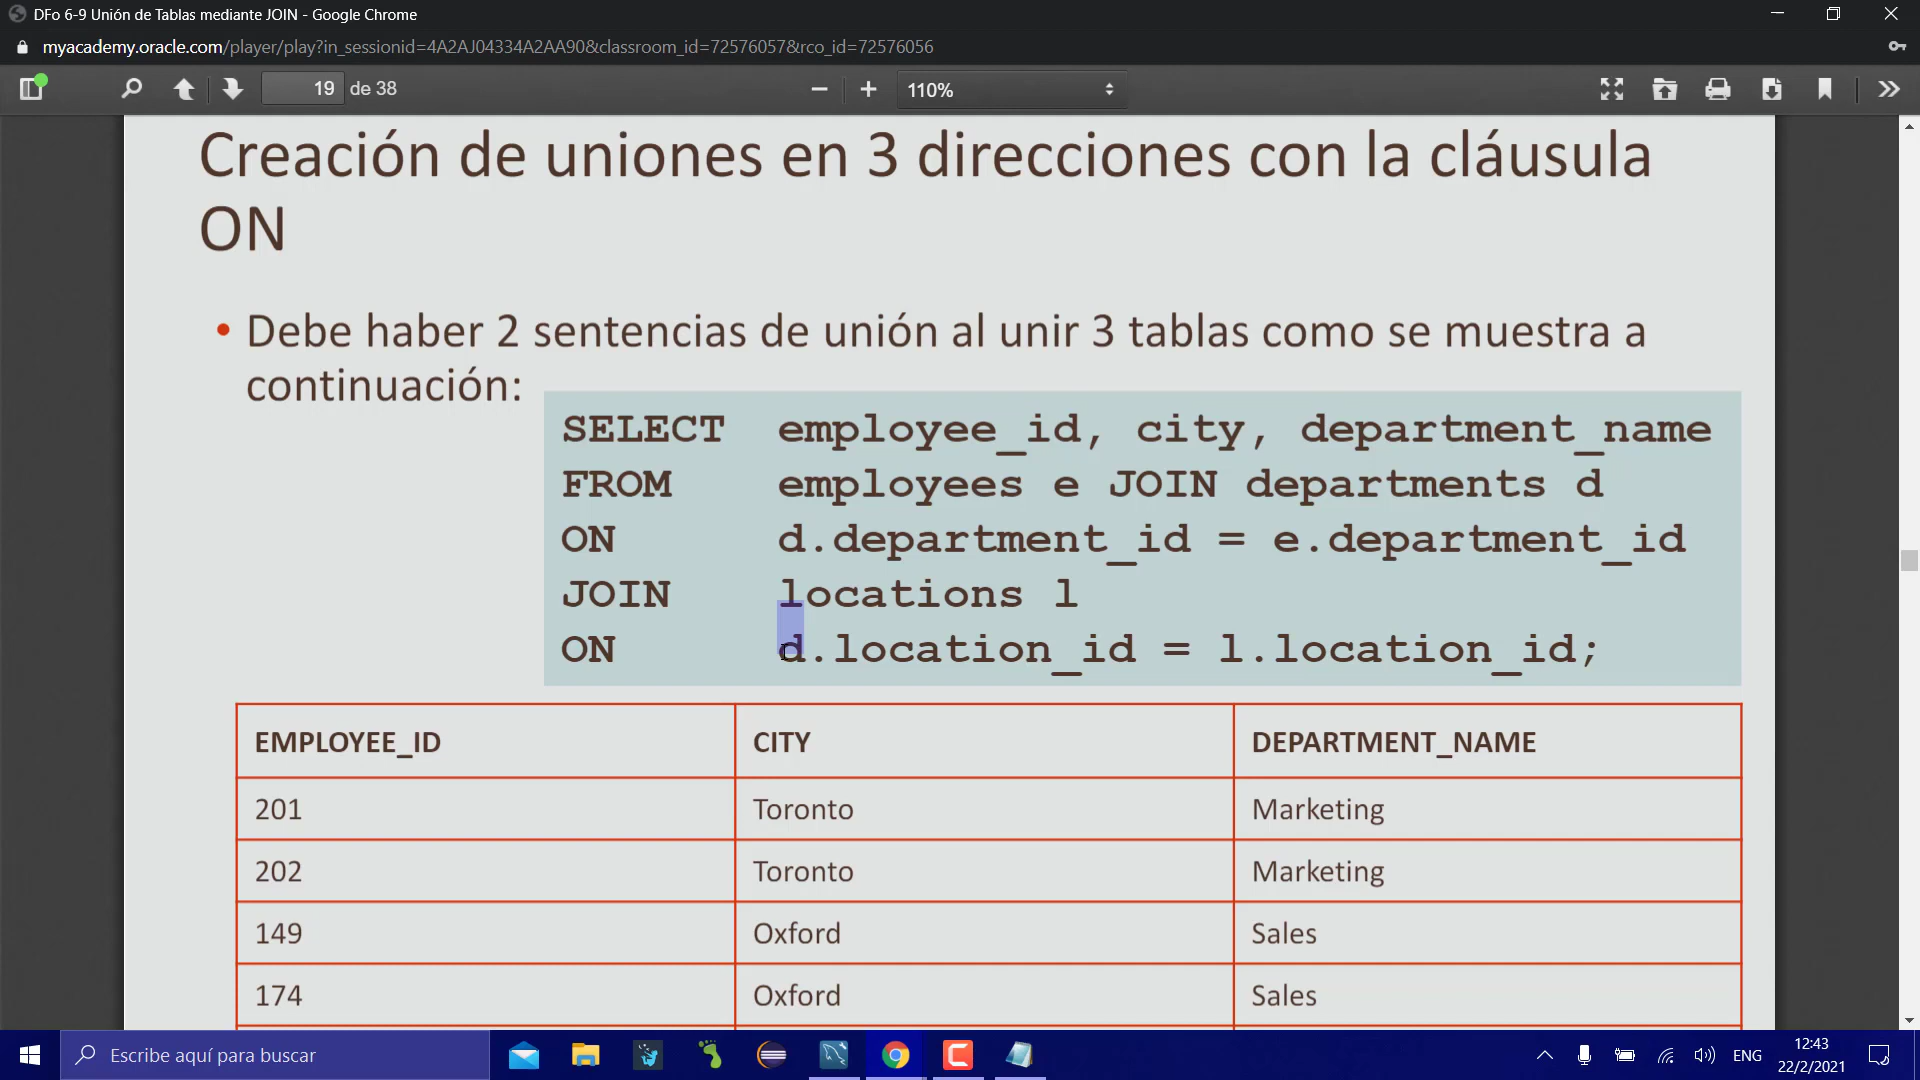 DFo 6-9 Unión de Tablas mediante JOIN - Google Chrome
myacademy.oracle.com/player/play?in_sessionid=4A2AJ04334A2AA90&classroom_id=72576057&rco_id=72576056
19 de 38
110%
Creación de uniones en 3 direcciones con la cláusula
ON
• Debe haber 2 sentencias de unión al unir 3 tablas como se muestra a
continuación:
SELECT employee_id, city, department_name
FROM employees e JOIN departments d
ON d.department_id = e.department_id
JOIN locations l
ON d.location_id = l.location_id;
EMPLOYEE_ID CITY DEPARTMENT_NAME
201 Toronto Marketing
202 Toronto Marketing
149 Oxford Sales
174 Oxford Sales
Escribe aquí para buscar
ENG
12:43
22/2/2021